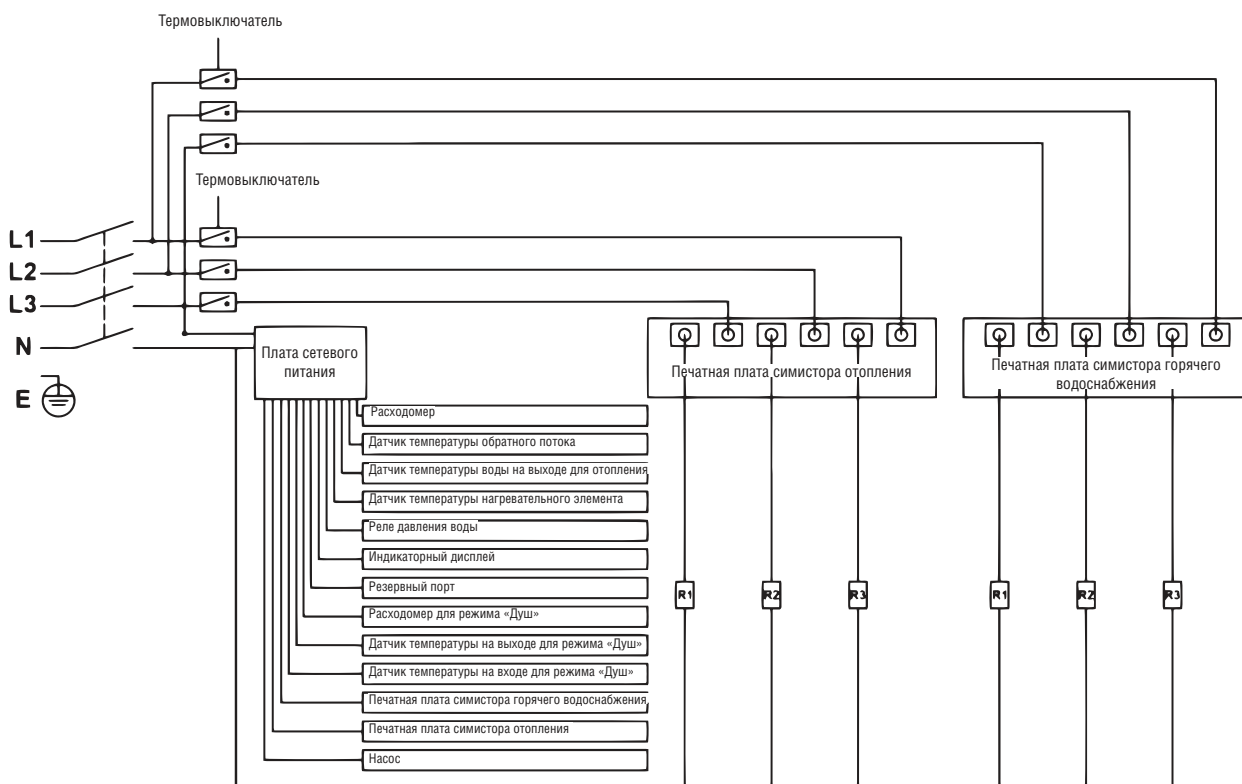 Термовыключатель
Термовыключатель
L1
L2
L3
N
E
Плата сетевого
питания
Печатная плата симистора отопления
Печатная плата симистора горячего
водоснабжения
Расходомер
Датчик температуры обратного потока
Датчик температуры воды на выходе для отопления
Датчик температуры нагревательного элемента
Реле давления воды
Индикаторный дисплей
Резервный порт
Расходомер для режима «Душ»
Датчик температуры на выходе для режима «Душ»
Датчик температуры на входе для режима «Душ»
Печатная плата симистора горячего водоснабжения
Печатная плата симистора отопления
Насос
R1
R2
R3
R1
R2
R3